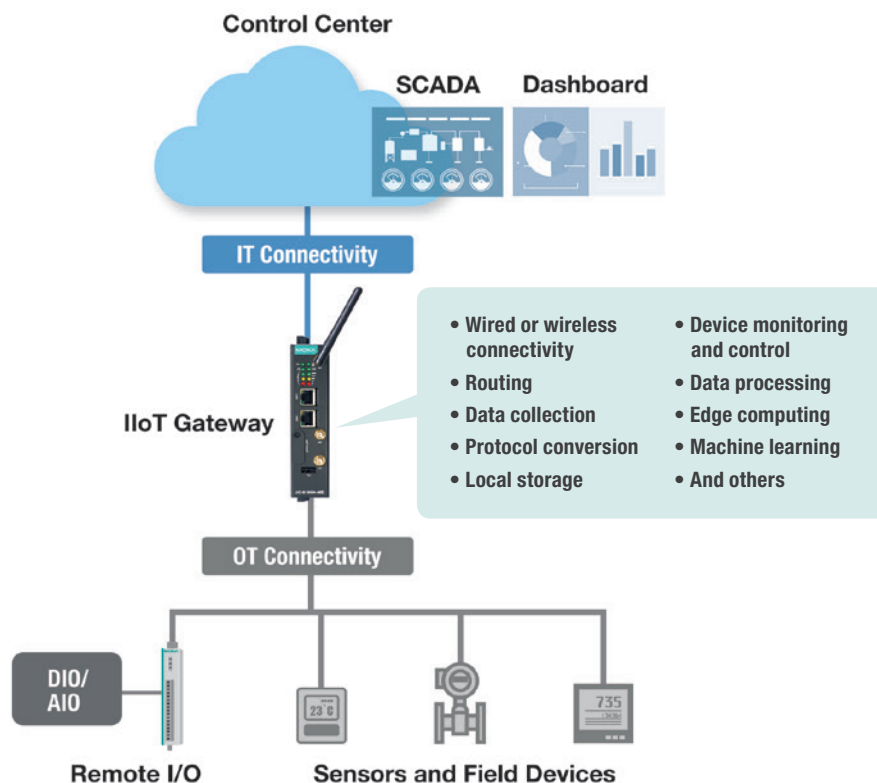 Control Center
SCADA
Dashboard
IT Connectivity
MOXA
IIoT Gateway
• Wired or wireless
connectivity
• Routing
• Data collection
• Protocol conversion
• Local storage
• Device monitoring
and control
• Data processing
• Edge computing
• Machine learning
• And others
OT Connectivity
DIO/
AIO
23°C
735
Remote I/O
Sensors and Field Devices